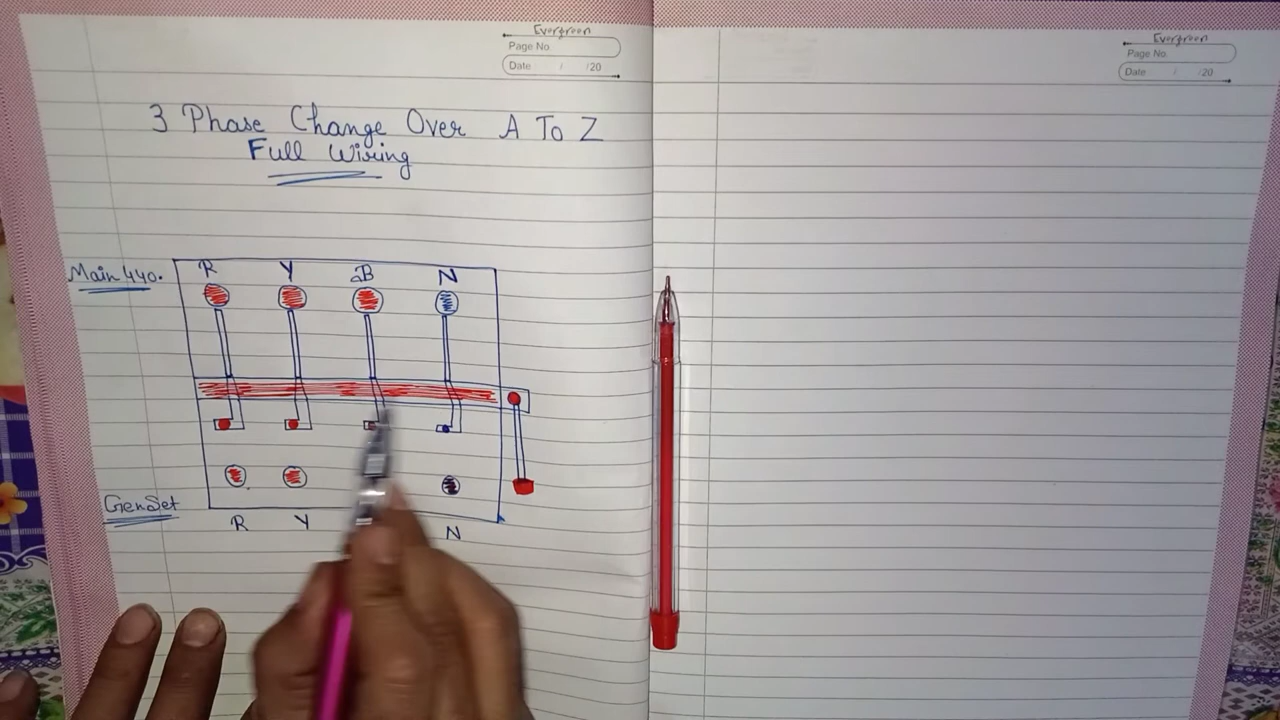 Evergreen
Page No.
Date / /20
Evergreen
Page No.
Date / /20
3 Phase Change Over A To Z
Full Wiring
Main 440.
R Y B N
GenSet
R Y N